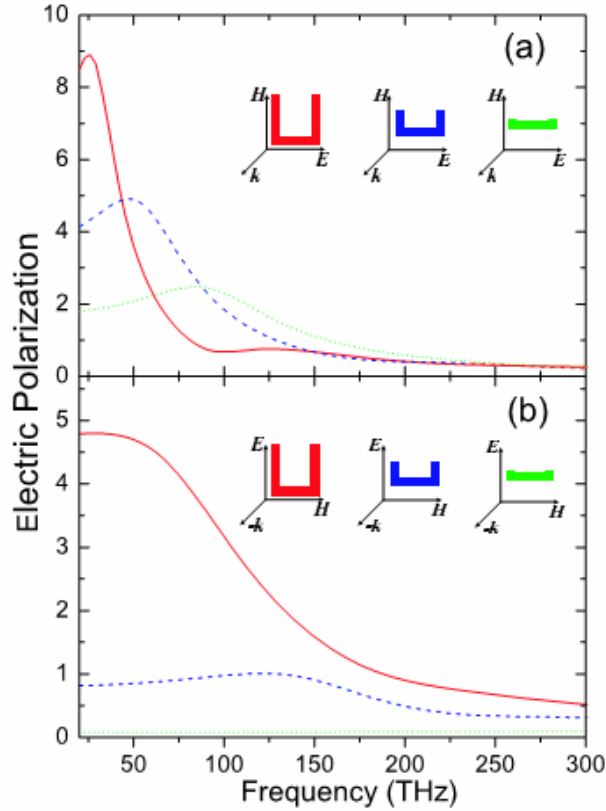 Electric Polarization
10
8
6
4
2
0
(a)
H H H
E E E
k k k
5
4
3
2
1
0
(b)
E E E
H H H
-k -k -k
50 100 150 200 250 300
Frequency (THz)